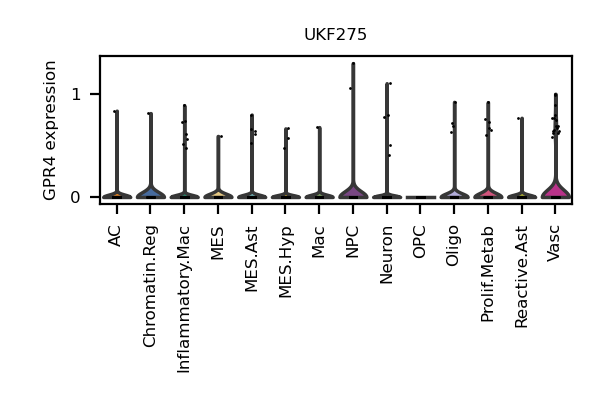 UKF275
GPR4 expression
1
0
AC
Chromatin.Reg
Inflammatory.Mac
MES
MES.Ast
MES.Hyp
Mac
NPC
Neuron
OPC
Oligo
Prolif.Metab
Reactive.Ast
Vasc